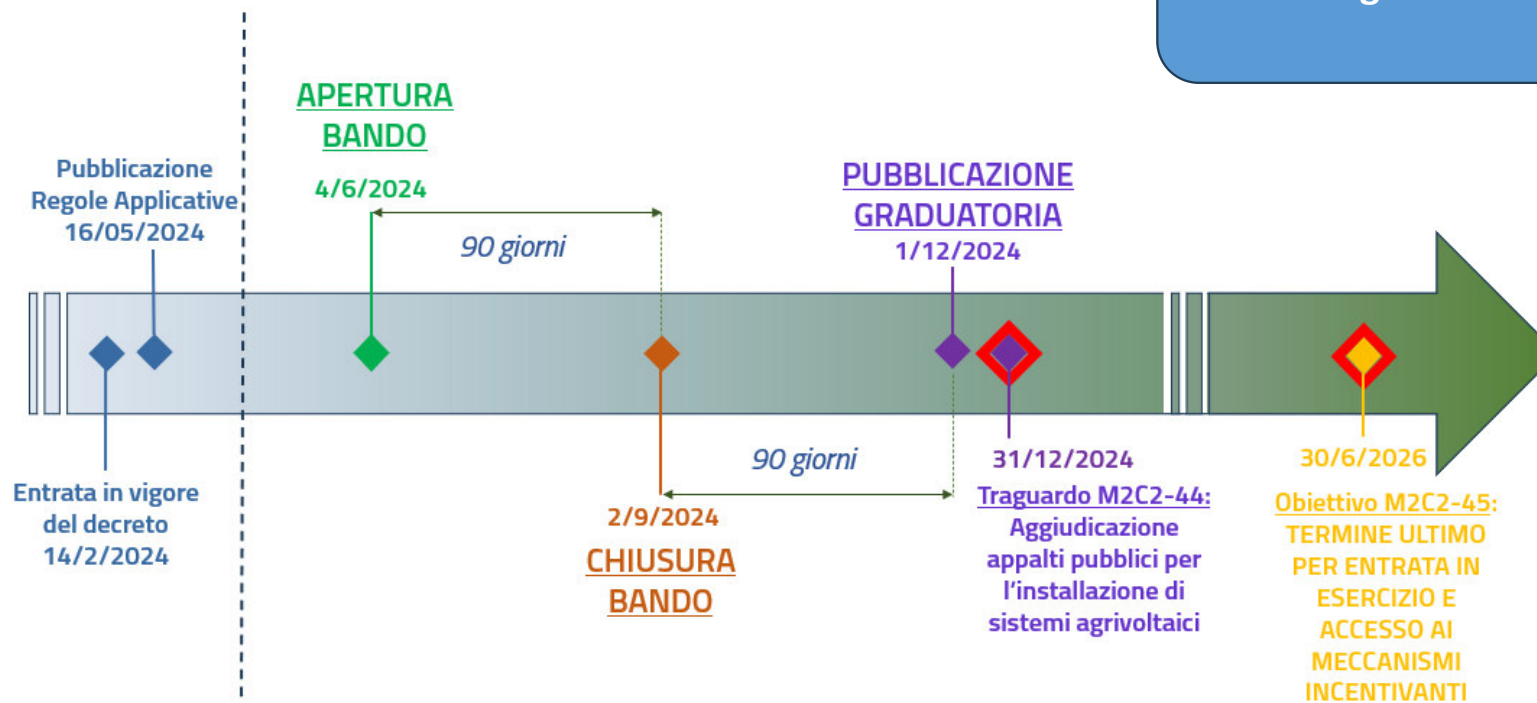 Pubblicazione
Regole Applicative
16/05/2024
Entrata in vigore
del decreto
14/2/2024
APERTURA
BANDO
4/6/2024
90 giorni
2/9/2024
CHIUSURA
BANDO
90 giorni
PUBBLICAZIONE
GRADUATORIA
1/12/2024
31/12/2024
Traguardo M2C2-44:
Aggiudicazione
appalti pubblici per
l'installazione di
sistemi agrivoltaici
30/6/2026
Obiettivo M2C2-45:
TERMINE ULTIMO
PER ENTRATA IN
ESERCIZIO E
ACCESSO AI
MECCANISMI
INCENTIVANTI